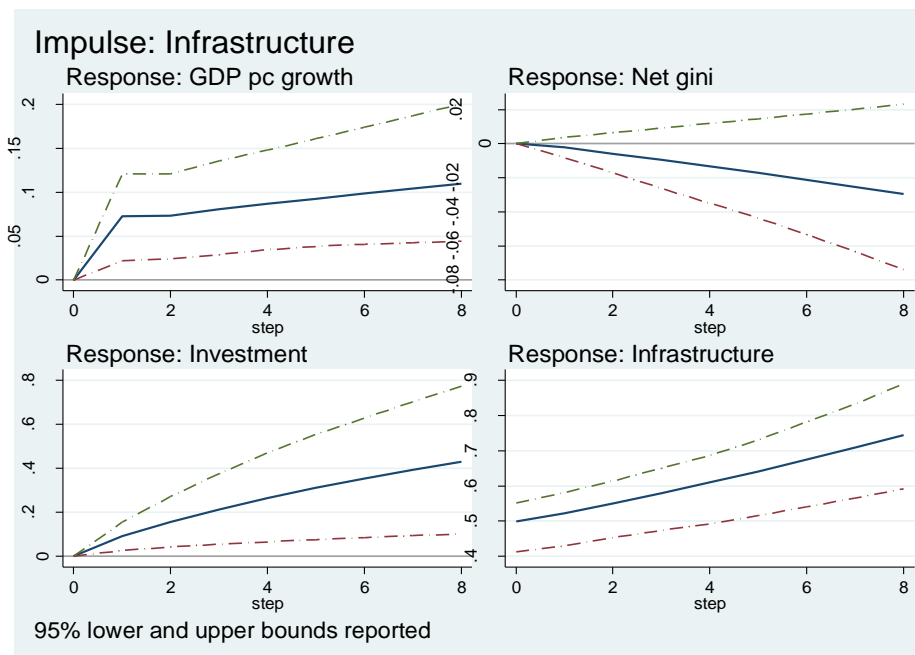 Impulse: Infrastructure
Response: GDP pc growth
.2
.15
.1
.05
0
0 2 4 6 8
step
Response: Net gini
.02
0
-.08 -.06 -.04 -.02
0 2 4 6 8
step
Response: Investment
.8
.6
.4
.2
0
0 2 4 6 8
step
Response: Infrastructure
.9
.8
.7
.6
.5
.4
0 2 4 6 8
step
95% lower and upper bounds reported